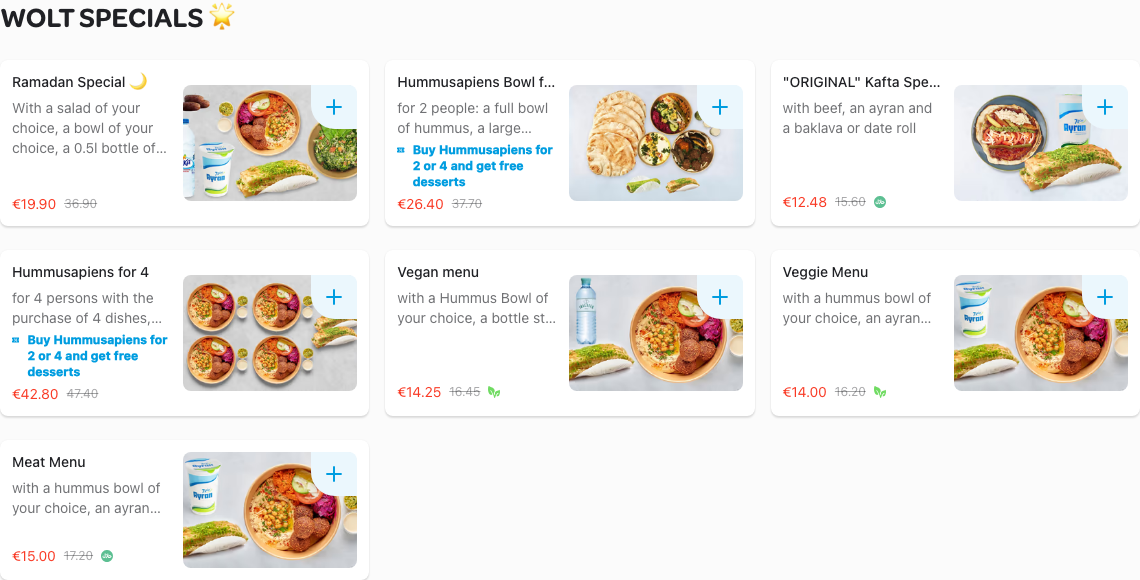 WOLT SPECIALS 🌟
Ramadan Special 🌙
With a salad of your
choice, a bowl of your
choice, a 0.5l bottle of...
€19.90 36.90
Hummusapiens Bowl f...
for 2 people: a full bowl
of hummus, a large...
Buy Hummusapiens for
2 or 4 and get free
desserts
€26.40 37.70
"ORIGINAL" Kafta Spe...
with beef, an ayran and
a baklava or date roll
€12.48 15.60
Ayran
Ayran
Hummusapiens for 4
for 4 persons with the
purchase of 4 dishes,...
Buy Hummusapiens for
2 or 4 and get free
desserts
€42.80 47.40
Vegan menu
with a Hummus Bowl of
your choice, a bottle st...
€14.25 16.45
Veggie Menu
with a hummus bowl of
your choice, an ayran...
€14.00 16.20
Ayran
Meat Menu
with a hummus bowl of
your choice, an ayran...
€15.00 17.20
Ayran